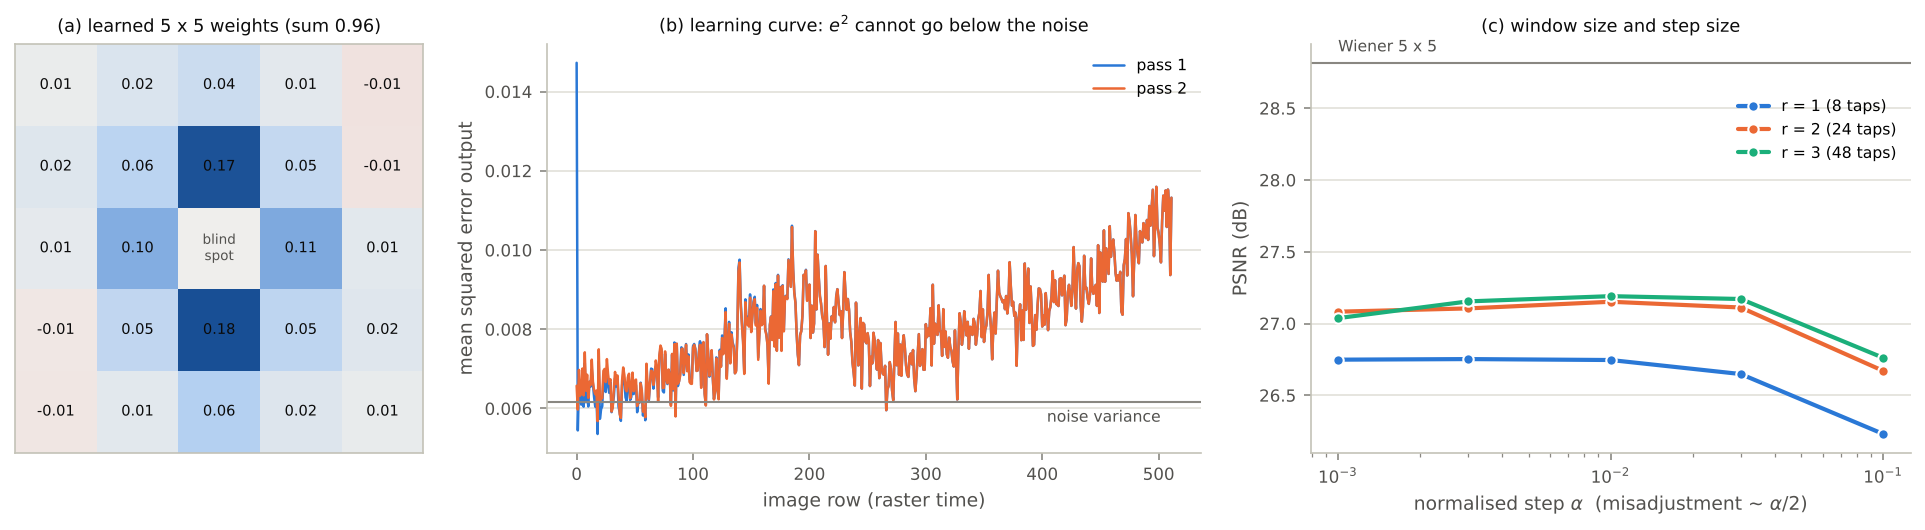 (a) learned 5 x 5 weights (sum 0.96)
0.01 0.02 0.04 0.01 -0.01
0.02 0.06 0.17 0.05 -0.01
0.01 0.10 blind spot 0.11 0.01
-0.01 0.05 0.18 0.05 0.02
-0.01 0.01 0.06 0.02 0.01
(b) learning curve: e² cannot go below the noise
mean squared error output
0.014
0.012
0.010
0.008
0.006
pass 1
pass 2
noise variance
0 100 200 300 400 500
image row (raster time)
(c) window size and step size
Wiener 5 x 5
PSNR (dB)
28.5
28.0
27.5
27.0
26.5
r = 1 (8 taps)
r = 2 (24 taps)
r = 3 (48 taps)
10⁻³ 10⁻² 10⁻¹
normalised step α (misadjustment ~ α/2)